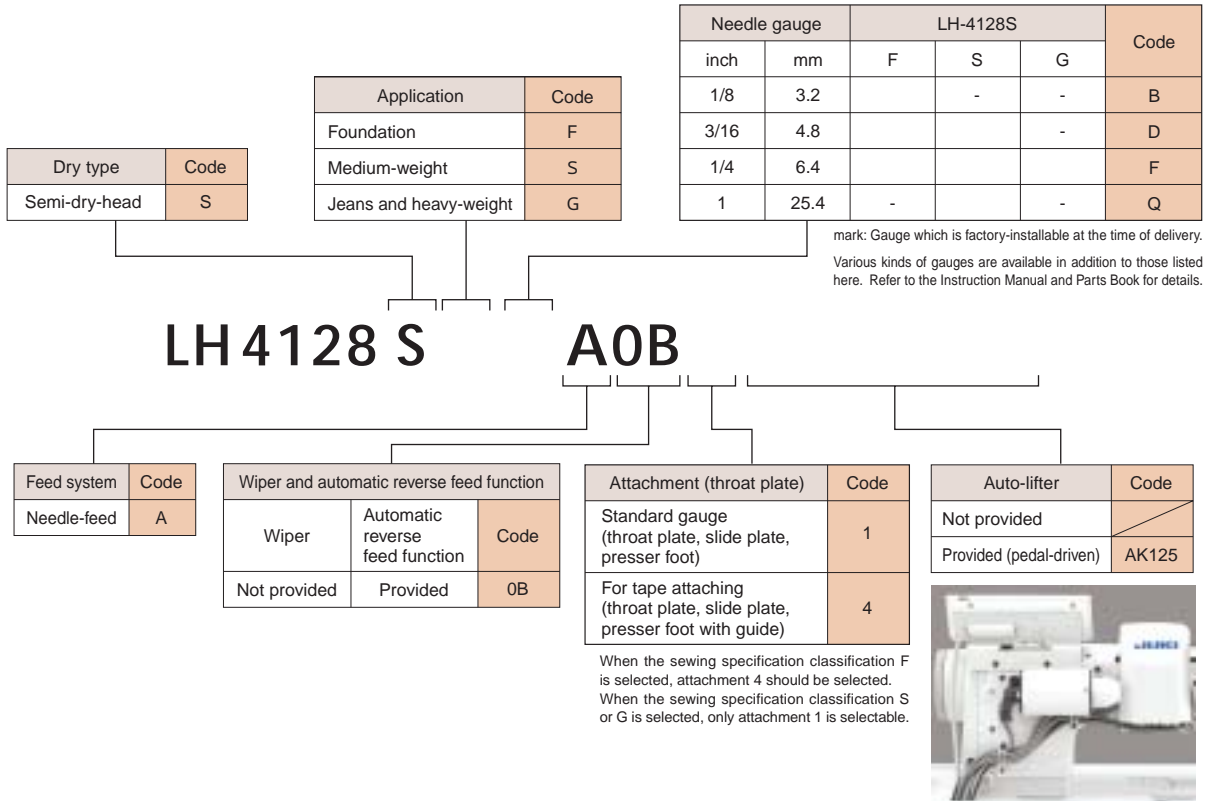 Needle gauge LH-4128S Code
inch mm F S G
1/8 3.2 - - B
3/16 4.8 - D
1/4 6.4 F
1 25.4 - - Q
mark: Gauge which is factory-installable at the time of delivery.
Various kinds of gauges are available in addition to those listed
here. Refer to the Instruction Manual and Parts Book for details.
Application Code
Foundation F
Medium-weight S
Jeans and heavy-weight G
Dry type Code
Semi-dry-head S
LH4128S A0B
Feed system Code
Needle-feed A
Wiper and automatic reverse feed function
Wiper
Automatic
reverse
feed function
Code
Not provided Provided 0B
Attachment (throat plate) Code
Standard gauge
(throat plate, slide plate,
presser foot)
1
For tape attaching
(throat plate, slide plate,
presser foot with guide)
4
When the sewing specification classification F
is selected, attachment 4 should be selected.
When the sewing specification classification S
or G is selected, only attachment 1 is selectable.
Auto-lifter Code
Not provided
Provided (pedal-driven) AK125
JUKI